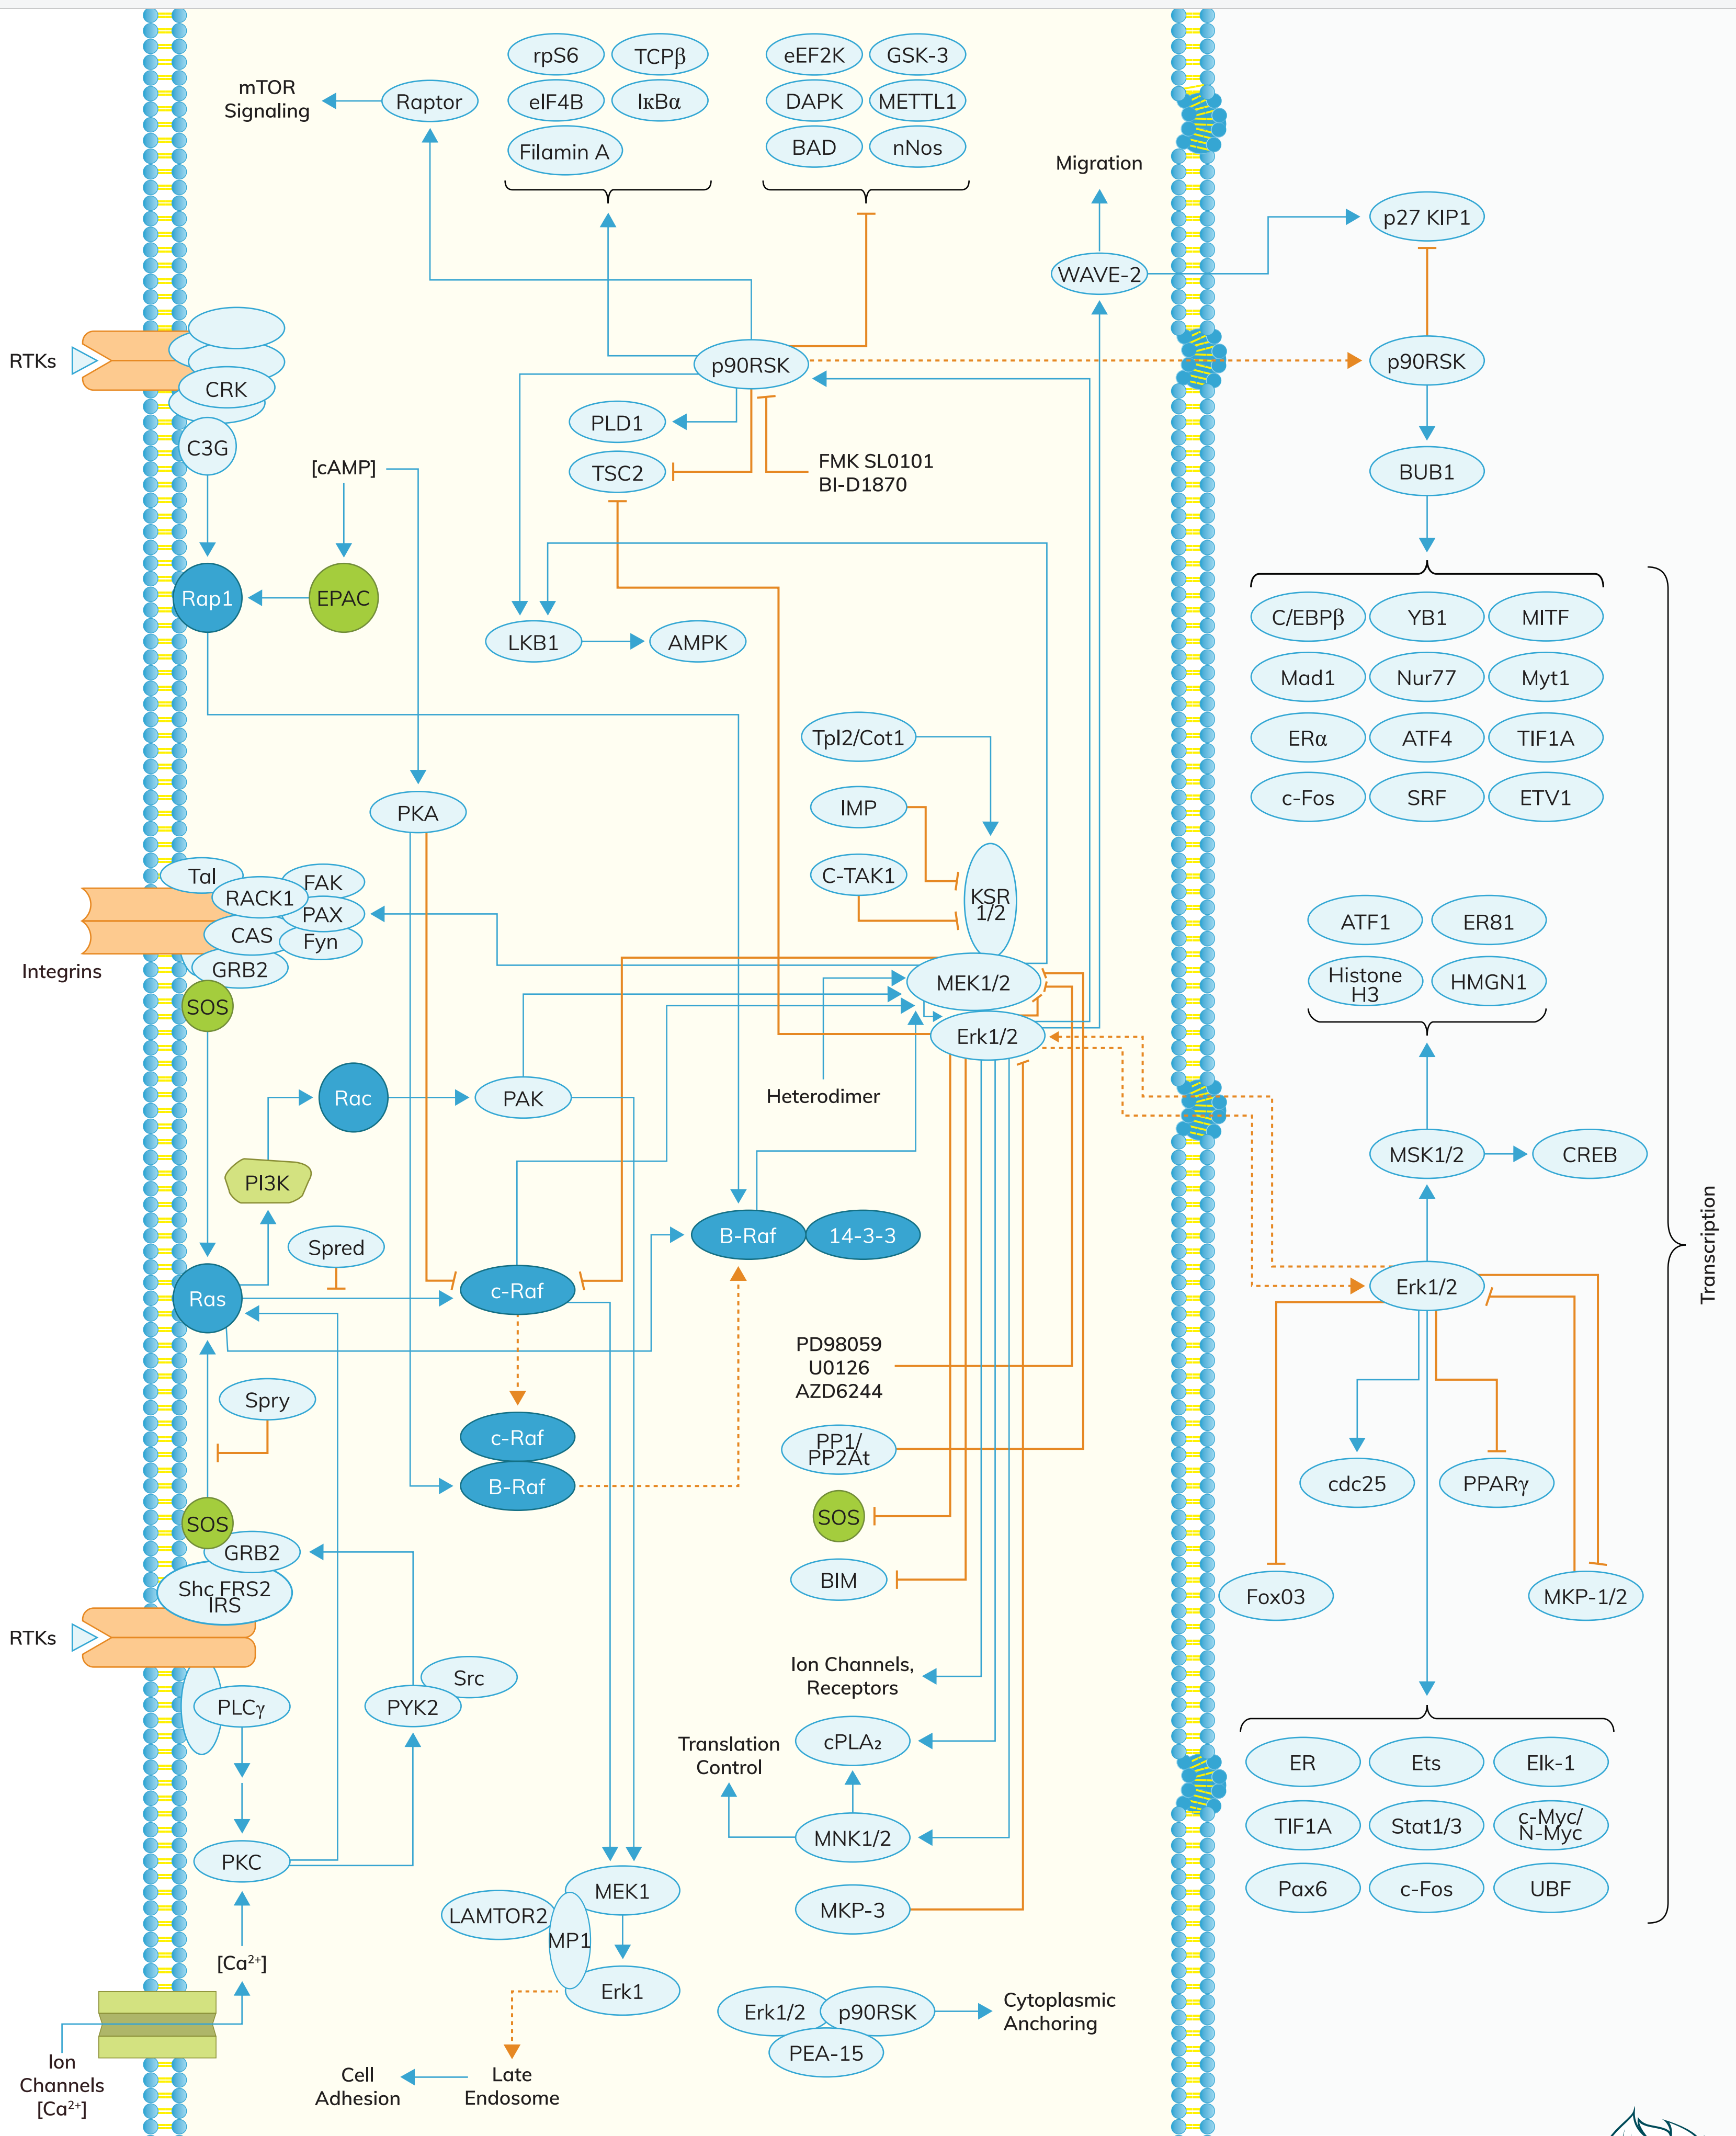 rpS6
TCPβ
eEF2K
GSK-3
mTOR
Signaling
Raptor
eIF4B
IκBα
DAPK
METTL1
Filamin A
BAD
nNos
Migration
p27 KIP1
WAVE-2
RTKs
CRK
p90RSK
p90RSK
C3G
PLD1
[cAMP]
TSC2
FMK SL0101
BI-D1870
BUB1
Rap1
EPAC
LKB1
AMPK
C/EBPβ
YB1
MITF
Mad1
Nur77
Myt1
Tpl2/Cot1
ERα
ATF4
TIF1A
IMP
c-Fos
SRF
ETV1
PKA
C-TAK1
KSR
1/2
Tal
FAK
RACK1
PAX
CAS
Fyn
GRB2
Integrins
SOS
ATF1
ER81
Histone
H3
HMGN1
MEK1/2
Erk1/2
Heterodimer
Rac
PAK
PI3K
MSK1/2
CREB
Transcription
Spred
B-Raf
14-3-3
Ras
c-Raf
Erk1/2
PD98059
U0126
AZD6244
Spry
c-Raf
B-Raf
PP1/
PP2At
cdc25
PPARγ
SOS
SOS
GRB2
Shc FRS2
IRS
BIM
Fox03
MKP-1/2
RTKs
Src
PLCγ
PYK2
Ion Channels,
Receptors
cPLA₂
Translation
Control
ER
Ets
Elk-1
MNK1/2
TIF1A
Stat1/3
c-Myc/
N-Myc
PKC
MEK1
LAMTOR2
MP1
MKP-3
Pax6
c-Fos
UBF
[Ca²⁺]
Erk1
Erk1/2
p90RSK
PEA-15
Cytoplasmic
Anchoring
Ion
Channels
[Ca²⁺]
Cell
Adhesion
Late
Endosome